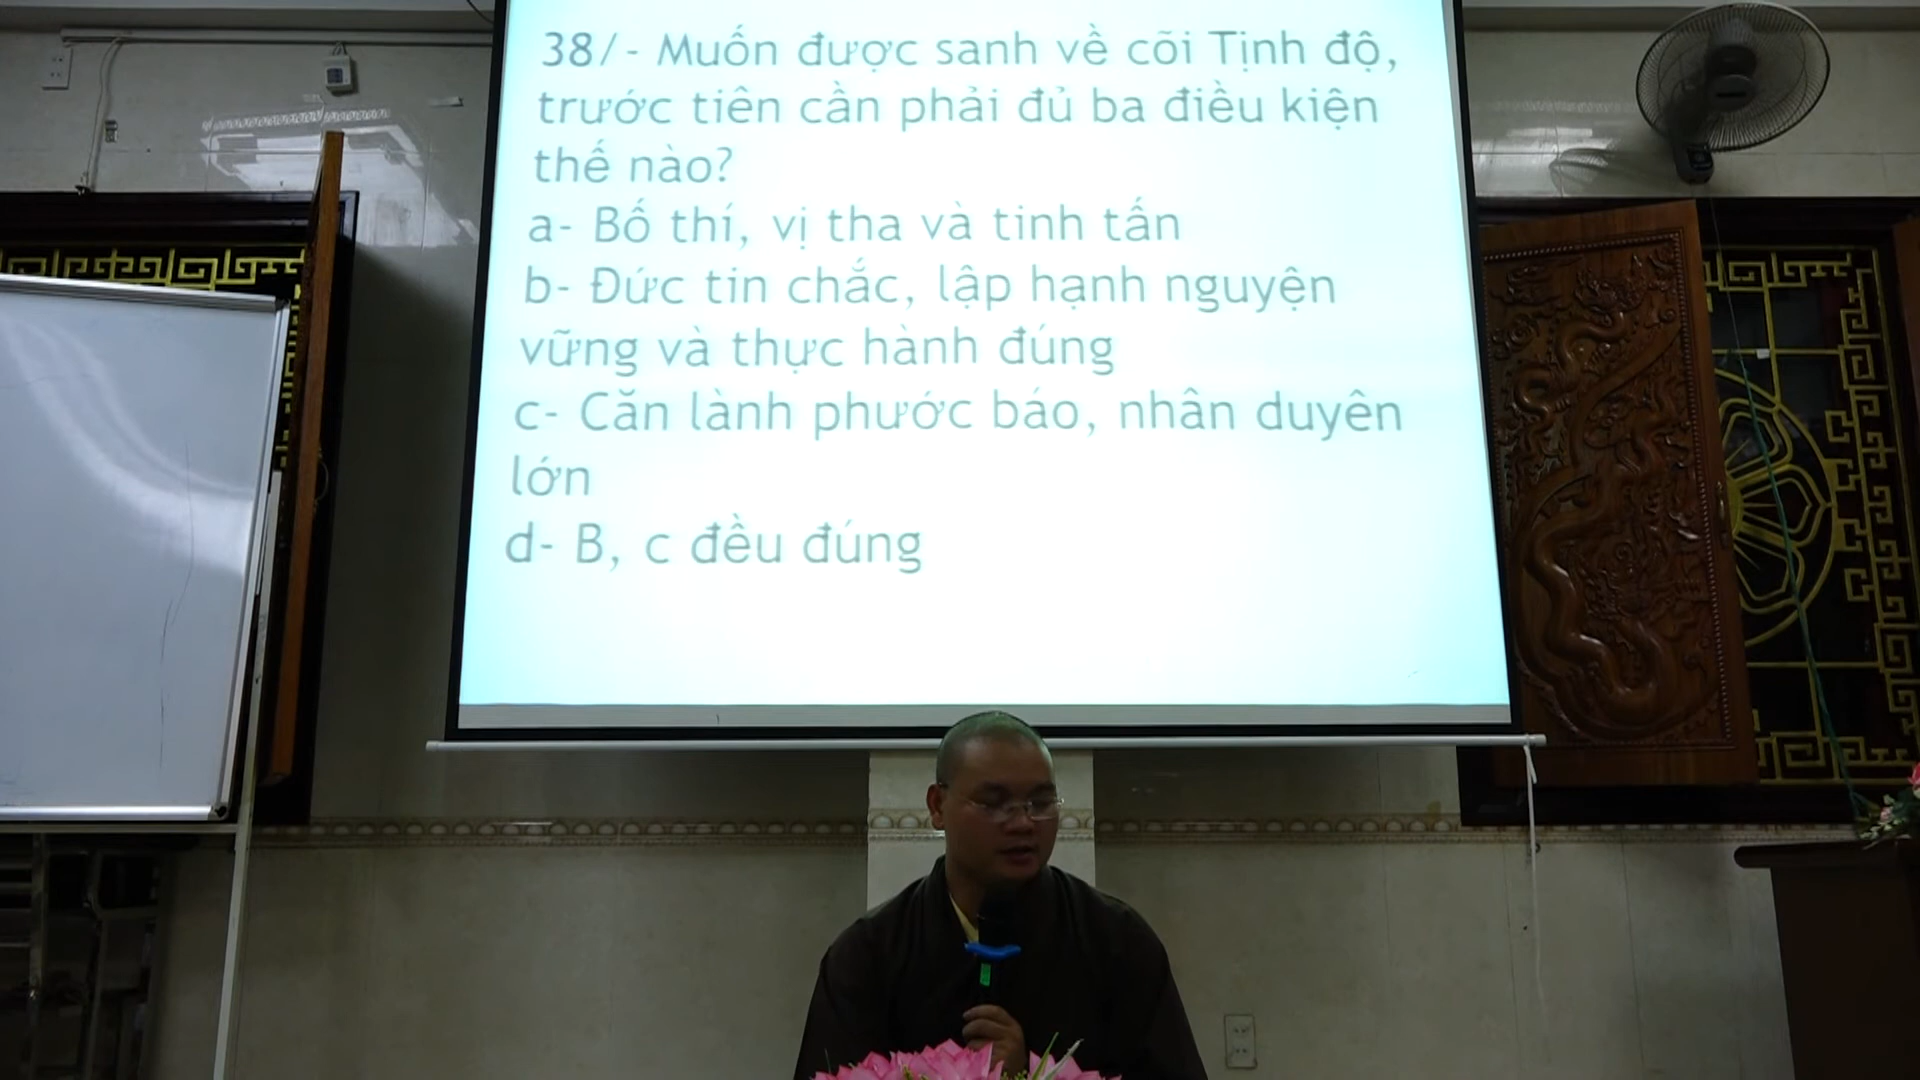 38/- Muốn được sanh về cõi Tịnh độ,
trước tiên cần phải đủ ba điều kiện
thế nào?
a- Bố thí, vị tha và tinh tấn
b- Đức tin chắc, lập hạnh nguyện
vững và thực hành đúng
c- Căn lành phước báo, nhân duyên
lớn
d- B, c đều đúng